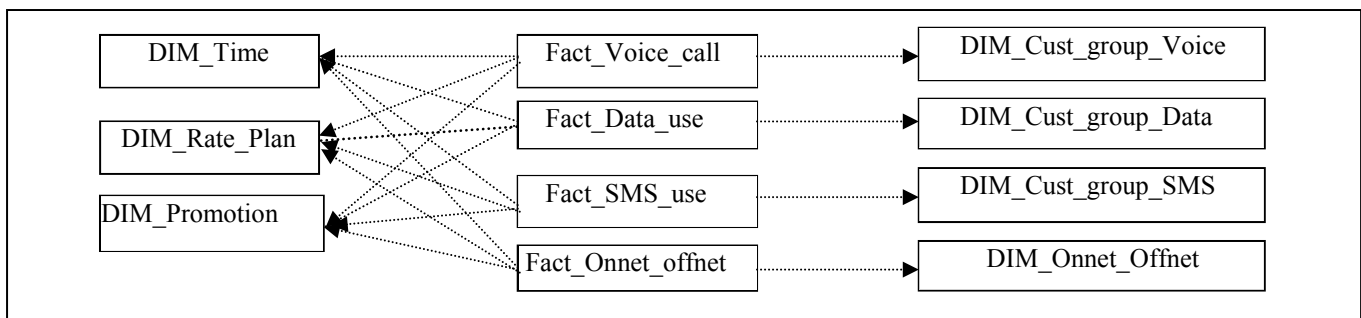 DIM_Time
DIM_Rate_Plan
DIM_Promotion
Fact_Voice_call
Fact_Data_use
Fact_SMS_use
Fact_Onnet_offnet
DIM_Cust_group_Voice
DIM_Cust_group_Data
DIM_Cust_group_SMS
DIM_Onnet_Offnet